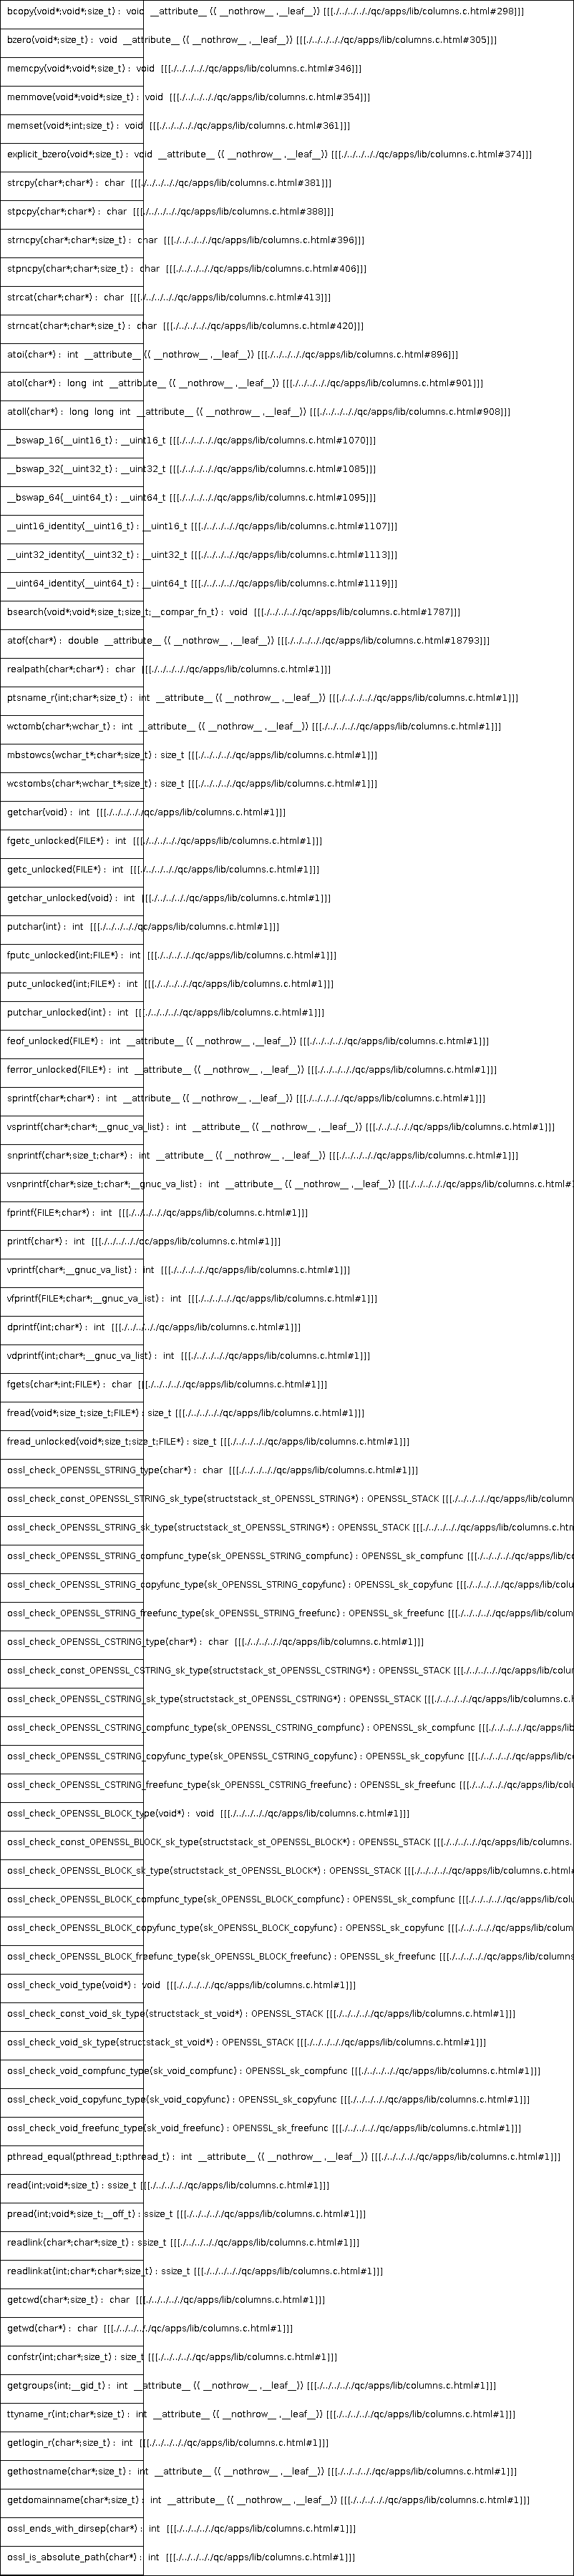 bcopy(void*;void*;size_t) :  void  __attribute__ (( __nothrow__ ,__leaf__)) [[[./../../../qc/apps/lib/columns.c.html#298]]]
bzero(void*;size_t) :  void  __attribute__ (( __nothrow__ ,__leaf__)) [[[./../../../qc/apps/lib/columns.c.html#305]]]
memcpy(void*;void*;size_t) :  void  [[[./../../../../qc/apps/lib/columns.c.html#346]]]
memmove(void*;void*;size_t) :  void  [[[./../../../../qc/apps/lib/columns.c.html#354]]]
memset(void*;int;size_t) :  void  [[[./../../../../qc/apps/lib/columns.c.html#361]]]
explicit_bzero(void*;size_t) :  void  __attribute__ (( __nothrow__ ,__leaf__)) [[[./../../../../qc/apps/lib/columns.c.html#374]]]
strcpy(char*;char*) :  char  [[[./../../../../qc/apps/lib/columns.c.html#381]]]
stpcpy(char*;char*) :  char  [[[./../../../../qc/apps/lib/columns.c.html#388]]]
strncpy(char*;char*;size_t) :  char  [[[./../../../../qc/apps/lib/columns.c.html#396]]]
stpncpy(char*;char*;size_t) :  char  [[[./../../../../qc/apps/lib/columns.c.html#406]]]
strcat(char*;char*) :  char  [[[./../../../../qc/apps/lib/columns.c.html#413]]]
strncat(char*;char*;size_t) :  char  [[[./../../../../qc/apps/lib/columns.c.html#420]]]
atoi(char*) :  int  __attribute__ (( __nothrow__ ,__leaf__)) [[[./../../../../qc/apps/lib/columns.c.html#896]]]
atol(char*) :  long  int  __attribute__ (( __nothrow__ ,__leaf__)) [[[./../../../../qc/apps/lib/columns.c.html#901]]]
atoll(char*) :  long  long  int  __attribute__ (( __nothrow__ ,__leaf__)) [[[./../../../../qc/apps/lib/columns.c.html#908]]]
__bswap_16(__uint16_t) : __uint16_t [[[./../../../../qc/apps/lib/columns.c.html#1070]]]
__bswap_32(__uint32_t) : __uint32_t [[[./../../../../qc/apps/lib/columns.c.html#1085]]]
__bswap_64(__uint64_t) : __uint64_t [[[./../../../../qc/apps/lib/columns.c.html#1095]]]
__uint16_identity(__uint16_t) : __uint16_t [[[./../../../../qc/apps/lib/columns.c.html#1107]]]
__uint32_identity(__uint32_t) : __uint32_t [[[./../../../../qc/apps/lib/columns.c.html#1113]]]
__uint64_identity(__uint64_t) : __uint64_t [[[./../../../../qc/apps/lib/columns.c.html#1119]]]
bsearch(void*;void*;size_t;size_t;__compar_fn_t) :  void  [[[./../../../../qc/apps/lib/columns.c.html#1787]]]
atof(char*) :  double  __attribute__ (( __nothrow__ ,__leaf__)) [[[./../../../../qc/apps/lib/columns.c.html#18793]]]
realpath(char*;char*) :  char  [[[./../../../../qc/apps/lib/columns.c.html#1]]]
ptsname_r(int;char*;size_t) :  int  __attribute__ (( __nothrow__ ,__leaf__)) [[[./../../../../qc/apps/lib/columns.c.html#1]]]
wctomb(char*;wchar_t) :  int  __attribute__ (( __nothrow__ ,__leaf__)) [[[./../../../../qc/apps/lib/columns.c.html#1]]]
mbstowcs(wchar_t*;char*;size_t) : size_t [[[./../../../../qc/apps/lib/columns.c.html#1]]]
wcstombs(char*;wchar_t*;size_t) : size_t [[[./../../../../qc/apps/lib/columns.c.html#1]]]
getchar(void) :  int  [[[./../../../../qc/apps/lib/columns.c.html#1]]]
fgetc_unlocked(FILE*) :  int  [[[./../../../../qc/apps/lib/columns.c.html#1]]]
getc_unlocked(FILE*) :  int  [[[./../../../../qc/apps/lib/columns.c.html#1]]]
getchar_unlocked(void) :  int  [[[./../../../../qc/apps/lib/columns.c.html#1]]]
putchar(int) :  int  [[[./../../../../qc/apps/lib/columns.c.html#1]]]
fputc_unlocked(int;FILE*) :  int  [[[./../../../../qc/apps/lib/columns.c.html#1]]]
putc_unlocked(int;FILE*) :  int  [[[./../../../../qc/apps/lib/columns.c.html#1]]]
putchar_unlocked(int) :  int  [[[./../../../../qc/apps/lib/columns.c.html#1]]]
feof_unlocked(FILE*) :  int  __attribute__ (( __nothrow__ ,__leaf__)) [[[./../../../../qc/apps/lib/columns.c.html#1]]]
ferror_unlocked(FILE*) :  int  __attribute__ (( __nothrow__ ,__leaf__)) [[[./../../../../qc/apps/lib/columns.c.html#1]]]
sprintf(char*;char*) :  int  __attribute__ (( __nothrow__ ,__leaf__)) [[[./../../../../qc/apps/lib/columns.c.html#1]]]
vsprintf(char*;char*;__gnuc_va_list) :  int  __attribute__ (( __nothrow__ ,__leaf__)) [[[./../../../../qc/apps/lib/columns.c.html#1]]]
snprintf(char*;size_t;char*) :  int  __attribute__ (( __nothrow__ ,__leaf__)) [[[./../../../../qc/apps/lib/columns.c.html#1]]]
vsnprintf(char*;size_t;char*;__gnuc_va_list) :  int  __attribute__ (( __nothrow__ ,__leaf__)) [[[./../../../../qc/apps/lib/columns.c.html#1
fprintf(FILE*;char*) :  int  [[[./../../../../qc/apps/lib/columns.c.html#1]]]
printf(char*) :  int  [[[./../../../../qc/apps/lib/columns.c.html#1]]]
vprintf(char*;__gnuc_va_list) :  int  [[[./../../../../qc/apps/lib/columns.c.html#1]]]
vfprintf(FILE*;char*;__gnuc_va_list) :  int  [[[./../../../../qc/apps/lib/columns.c.html#1]]]
dprintf(int;char*) :  int  [[[./../../../../qc/apps/lib/columns.c.html#1]]]
vdprintf(int;char*;__gnuc_va_list) :  int  [[[./../../../../qc/apps/lib/columns.c.html#1]]]
fgets(char*;int;FILE*) :  char  [[[./../../../../qc/apps/lib/columns.c.html#1]]]
fread(void*;size_t;size_t;FILE*) : size_t [[[./../../../../qc/apps/lib/columns.c.html#1]]]
fread_unlocked(void*;size_t;size_t;FILE*) : size_t [[[./../../../../qc/apps/lib/columns.c.html#1]]]
ossl_check_OPENSSL_STRING_type(char*) :  char  [[[./../../../../qc/apps/lib/columns.c.html#1]]]
ossl_check_const_OPENSSL_STRING_sk_type(structstack_st_OPENSSL_STRING*) : OPENSSL_STACK [[[./../../../../qc/apps/lib/column
ossl_check_OPENSSL_STRING_sk_type(structstack_st_OPENSSL_STRING*) : OPENSSL_STACK [[[./../../../../qc/apps/lib/columns.c.htm
ossl_check_OPENSSL_STRING_compfunc_type(sk_OPENSSL_STRING_compfunc) : OPENSSL_sk_compfunc [[[./../../../../qc/apps/lib/co
ossl_check_OPENSSL_STRING_copyfunc_type(sk_OPENSSL_STRING_copyfunc) : OPENSSL_sk_copyfunc [[[./../../../../qc/apps/lib/colu
ossl_check_OPENSSL_STRING_freefunc_type(sk_OPENSSL_STRING_freefunc) : OPENSSL_sk_freefunc [[[./../../../../qc/apps/lib/colum
ossl_check_OPENSSL_CSTRING_type(char*) :  char  [[[./../../../../qc/apps/lib/columns.c.html#1]]]
ossl_check_const_OPENSSL_CSTRING_sk_type(structstack_st_OPENSSL_CSTRING*) : OPENSSL_STACK [[[./../../../../qc/apps/lib/colum
ossl_check_OPENSSL_CSTRING_sk_type(structstack_st_OPENSSL_CSTRING*) : OPENSSL_STACK [[[./../../../../qc/apps/lib/columns.c.h
ossl_check_OPENSSL_CSTRING_compfunc_type(sk_OPENSSL_CSTRING_compfunc) : OPENSSL_sk_compfunc [[[./../../../../qc/apps/lib
ossl_check_OPENSSL_CSTRING_copyfunc_type(sk_OPENSSL_CSTRING_copyfunc) : OPENSSL_sk_copyfunc [[[./../../../../qc/apps/lib/co
ossl_check_OPENSSL_CSTRING_freefunc_type(sk_OPENSSL_CSTRING_freefunc) : OPENSSL_sk_freefunc [[[./../../../../qc/apps/lib/colu
ossl_check_OPENSSL_BLOCK_type(void*) :  void  [[[./../../../../qc/apps/lib/columns.c.html#1]]]
ossl_check_const_OPENSSL_BLOCK_sk_type(structstack_st_OPENSSL_BLOCK*) : OPENSSL_STACK [[[./../../../../qc/apps/lib/columns.
ossl_check_OPENSSL_BLOCK_sk_type(structstack_st_OPENSSL_BLOCK*) : OPENSSL_STACK [[[./../../../../qc/apps/lib/columns.c.html#
ossl_check_OPENSSL_BLOCK_compfunc_type(sk_OPENSSL_BLOCK_compfunc) : OPENSSL_sk_compfunc [[[./../../../../qc/apps/lib/colu
ossl_check_OPENSSL_BLOCK_copyfunc_type(sk_OPENSSL_BLOCK_copyfunc) : OPENSSL_sk_copyfunc [[[./../../../../qc/apps/lib/colum
ossl_check_OPENSSL_BLOCK_freefunc_type(sk_OPENSSL_BLOCK_freefunc) : OPENSSL_sk_freefunc [[[./../../../../qc/apps/lib/columns
ossl_check_void_type(void*) :  void  [[[./../../../../qc/apps/lib/columns.c.html#1]]]
ossl_check_const_void_sk_type(structstack_st_void*) : OPENSSL_STACK [[[./../../../../qc/apps/lib/columns.c.html#1]]]
ossl_check_void_sk_type(structstack_st_void*) : OPENSSL_STACK [[[./../../../../qc/apps/lib/columns.c.html#1]]]
ossl_check_void_compfunc_type(sk_void_compfunc) : OPENSSL_sk_compfunc [[[./../../../../qc/apps/lib/columns.c.html#1]]]
ossl_check_void_copyfunc_type(sk_void_copyfunc) : OPENSSL_sk_copyfunc [[[./../../../../qc/apps/lib/columns.c.html#1]]]
ossl_check_void_freefunc_type(sk_void_freefunc) : OPENSSL_sk_freefunc [[[./../../../../qc/apps/lib/columns.c.html#1]]]
pthread_equal(pthread_t;pthread_t) :  int  __attribute__ (( __nothrow__ ,__leaf__)) [[[./../../../../qc/apps/lib/columns.c.html#1]]]
read(int;void*;size_t) : ssize_t [[[./../../../../qc/apps/lib/columns.c.html#1]]]
pread(int;void*;size_t;__off_t) : ssize_t [[[./../../../../qc/apps/lib/columns.c.html#1]]]
readlink(char*;char*;size_t) : ssize_t [[[./../../../../qc/apps/lib/columns.c.html#1]]]
readlinkat(int;char*;char*;size_t) : ssize_t [[[./../../../../qc/apps/lib/columns.c.html#1]]]
getcwd(char*;size_t) :  char  [[[./../../../../qc/apps/lib/columns.c.html#1]]]
getwd(char*) :  char  [[[./../../../../qc/apps/lib/columns.c.html#1]]]
confstr(int;char*;size_t) : size_t [[[./../../../../qc/apps/lib/columns.c.html#1]]]
getgroups(int;__gid_t) :  int  __attribute__ (( __nothrow__ ,__leaf__)) [[[./../../../../qc/apps/lib/columns.c.html#1]]]
ttyname_r(int;char*;size_t) :  int  __attribute__ (( __nothrow__ ,__leaf__)) [[[./../../../../qc/apps/lib/columns.c.html#1]]]
getlogin_r(char*;size_t) :  int  [[[./../../../../qc/apps/lib/columns.c.html#1]]]
gethostname(char*;size_t) :  int  __attribute__ (( __nothrow__ ,__leaf__)) [[[./../../../../qc/apps/lib/columns.c.html#1]]]
getdomainname(char*;size_t) :  int  __attribute__ (( __nothrow__ ,__leaf__)) [[[./../../../../qc/apps/lib/columns.c.html#1]]]
ossl_ends_with_dirsep(char*) :  int  [[[./../../../../qc/apps/lib/columns.c.html#1]]]
ossl_is_absolute_path(char*) :  int  [[[./../../../../qc/apps/lib/columns.c.html#1]]]